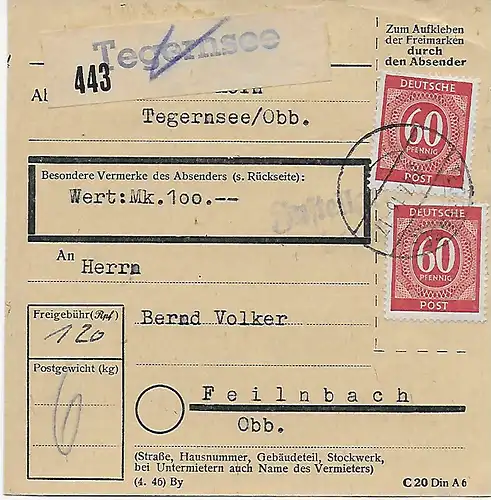 Tegernsee
443
Zum Aufkleben
der Freimarken
durch
den Absender
Tegernsee/Obb.
DEUTSCHE
60
PFENNIG
POST
Besondere Vermerke des Absenders (s. Rückseite):
Wert:Mk.100.--
An
Herrn
DEUTSCHE
60
PFENNIG
POST
Freigebühr (Rpf)
120
Bernd Volker
Postgewicht (kg)
6
Feilnbach
Obb.
(Straße, Hausnummer, Gebäudeteil, Stockwerk,
bei Untermietern auch Name des Vermieters)
(4. 46) By
C 20 Din A 6